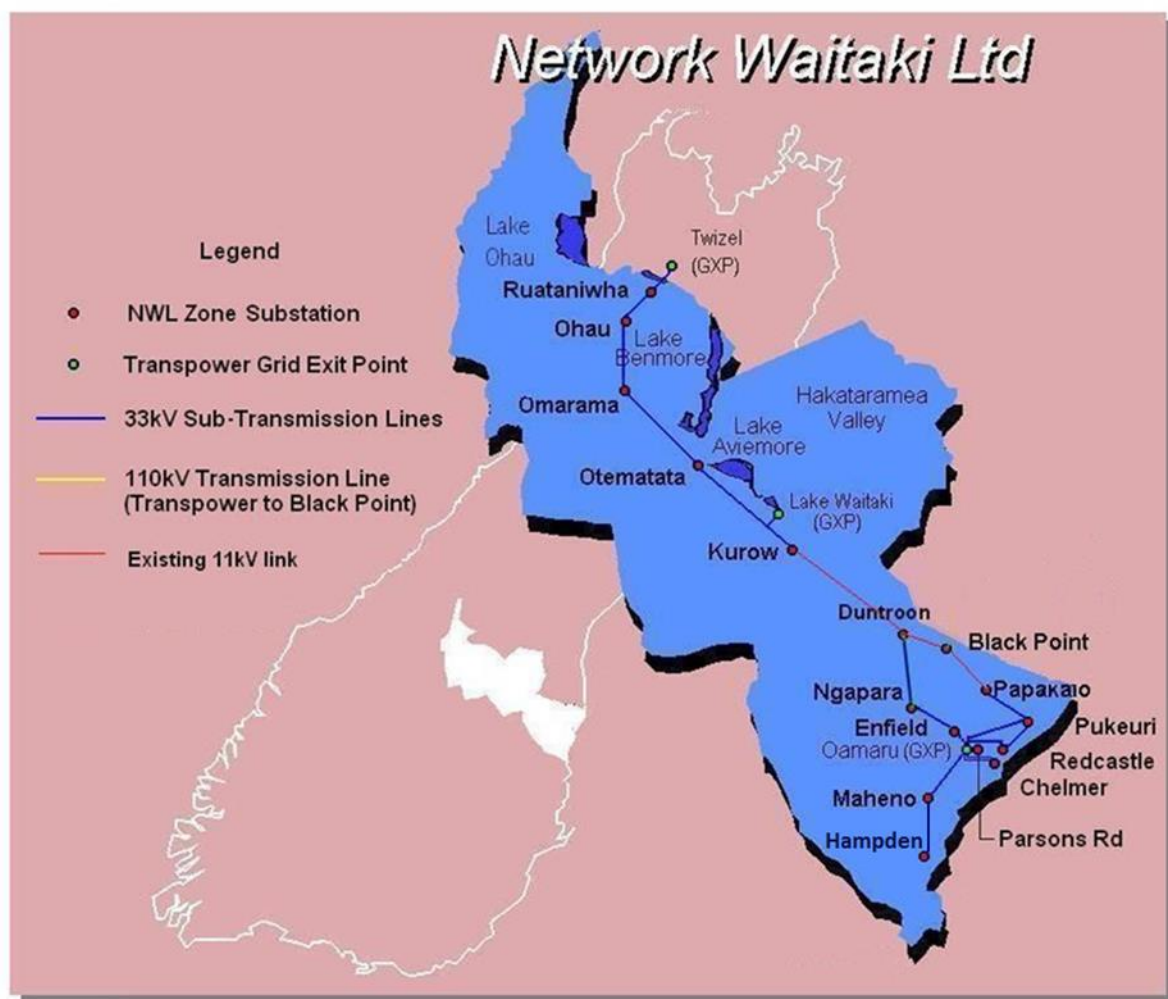 Network Waitaki Ltd
Legend
NWL Zone Substation
Transpower Grid Exit Point
33kV Sub-Transmission Lines
110kV Transmission Line
(Transpower to Black Point)
Existing 11kV link
Lake
Ohau
Twizel
(GXP)
Ruataniwha
Ohau
Lake
Benmore
Omarama
Hakataramea
Valley
Lake
Aviemore
Otematata
Lake Waitaki
(GXP)
Kurow
Duntroon
Black Point
Ngapara
Papakaio
Enfield
Pukeuri
Oamaru (GXP)
Redcastle
Chelmer
Maheno
Hampden
Parsons Rd